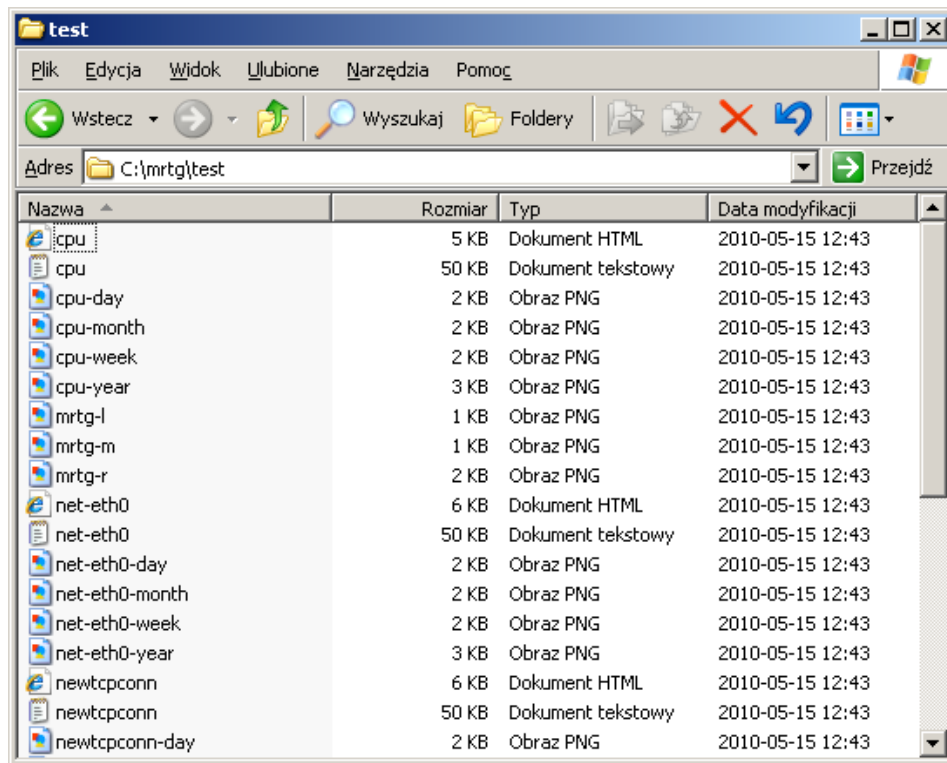 test
Plik Edycja Widok Ulubione Narzędzia Pomoc
Wstecz Wyszukaj Foldery
Adres C:\mrtg\test Przejdź
Nazwa Rozmiar Typ Data modyfikacji
cpu 5 KB Dokument HTML 2010-05-15 12:43
cpu 50 KB Dokument tekstowy 2010-05-15 12:43
cpu-day 2 KB Obraz PNG 2010-05-15 12:43
cpu-month 2 KB Obraz PNG 2010-05-15 12:43
cpu-week 2 KB Obraz PNG 2010-05-15 12:43
cpu-year 3 KB Obraz PNG 2010-05-15 12:43
mrtg-l 1 KB Obraz PNG 2010-05-15 12:43
mrtg-m 1 KB Obraz PNG 2010-05-15 12:43
mrtg-r 2 KB Obraz PNG 2010-05-15 12:43
net-eth0 6 KB Dokument HTML 2010-05-15 12:43
net-eth0 50 KB Dokument tekstowy 2010-05-15 12:43
net-eth0-day 2 KB Obraz PNG 2010-05-15 12:43
net-eth0-month 2 KB Obraz PNG 2010-05-15 12:43
net-eth0-week 2 KB Obraz PNG 2010-05-15 12:43
net-eth0-year 3 KB Obraz PNG 2010-05-15 12:43
newtcpconn 6 KB Dokument HTML 2010-05-15 12:43
newtcpconn 50 KB Dokument tekstowy 2010-05-15 12:43
newtcpconn-day 2 KB Obraz PNG 2010-05-15 12:43